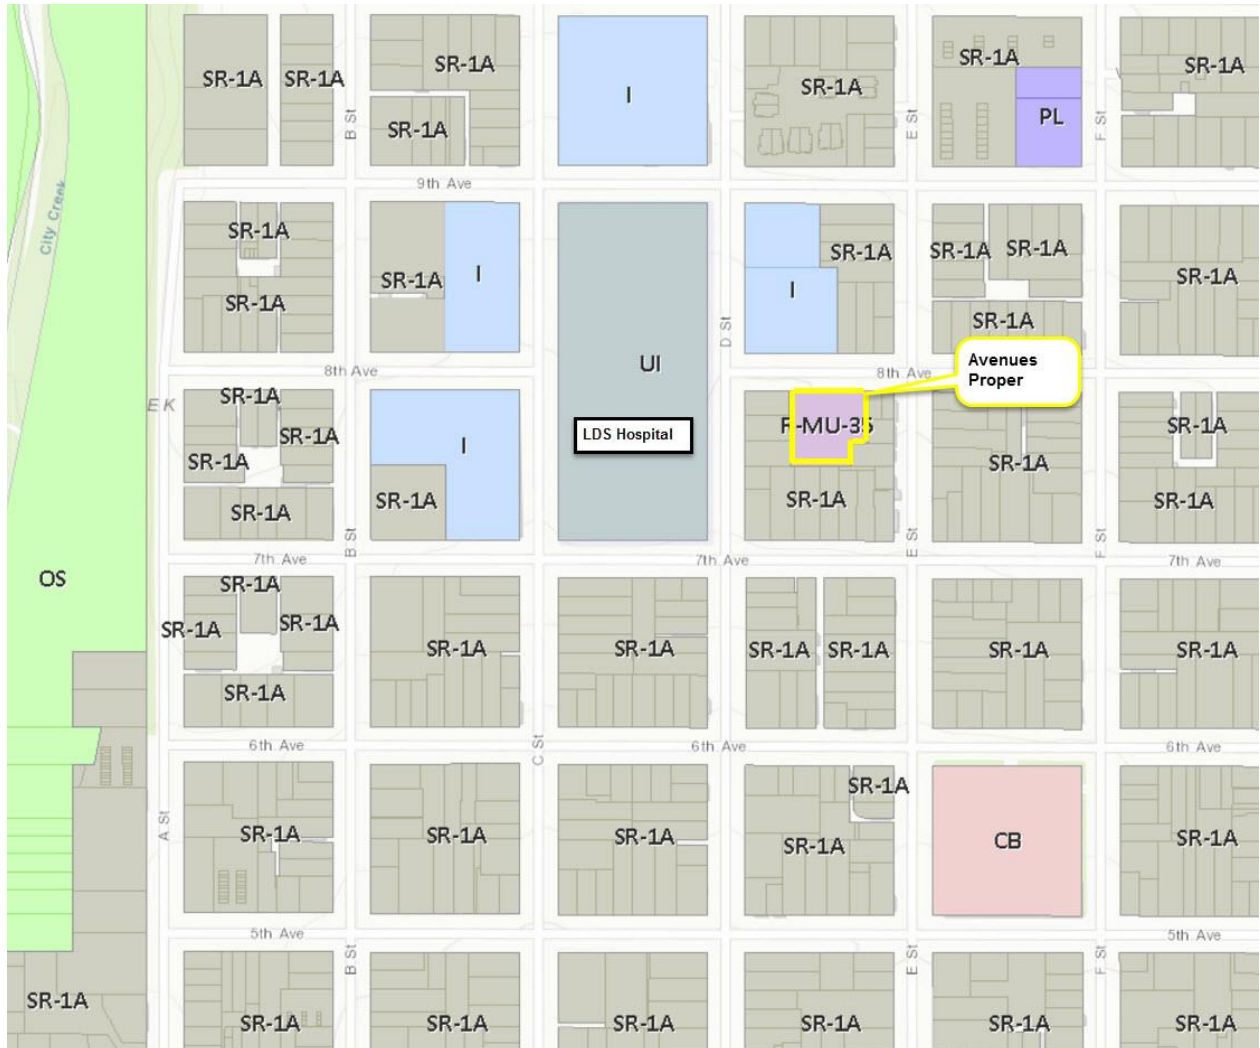 SR-1A SR-1A SR-1A I SR-1A SR-1A SR-1A
SR-1A PL
B St E St F St
9th Ave
City Creek
SR-1A SR-1A SR-1A SR-1A
SR-1A I I SR-1A
SR-1A SR-1A
D St
UI
8th Ave 8th Ave
Avenues
Proper
E K
SR-1A R-MU-35 SR-1A
SR-1A I LDS Hospital
SR-1A SR-1A
SR-1A SR-1A SR-1A SR-1A
B St E St F St
7th Ave 7th Ave 7th Ave
OS
SR-1A
SR-1A SR-1A
SR-1A SR-1A SR-1A SR-1A SR-1A SR-1A
SR-1A
6th Ave C St 6th Ave 6th Ave
SR-1A
A St
SR-1A SR-1A SR-1A SR-1A CB SR-1A
5th Ave 5th Ave
B St E St F St
SR-1A
SR-1A SR-1A SR-1A SR-1A SR-1A SR-1A